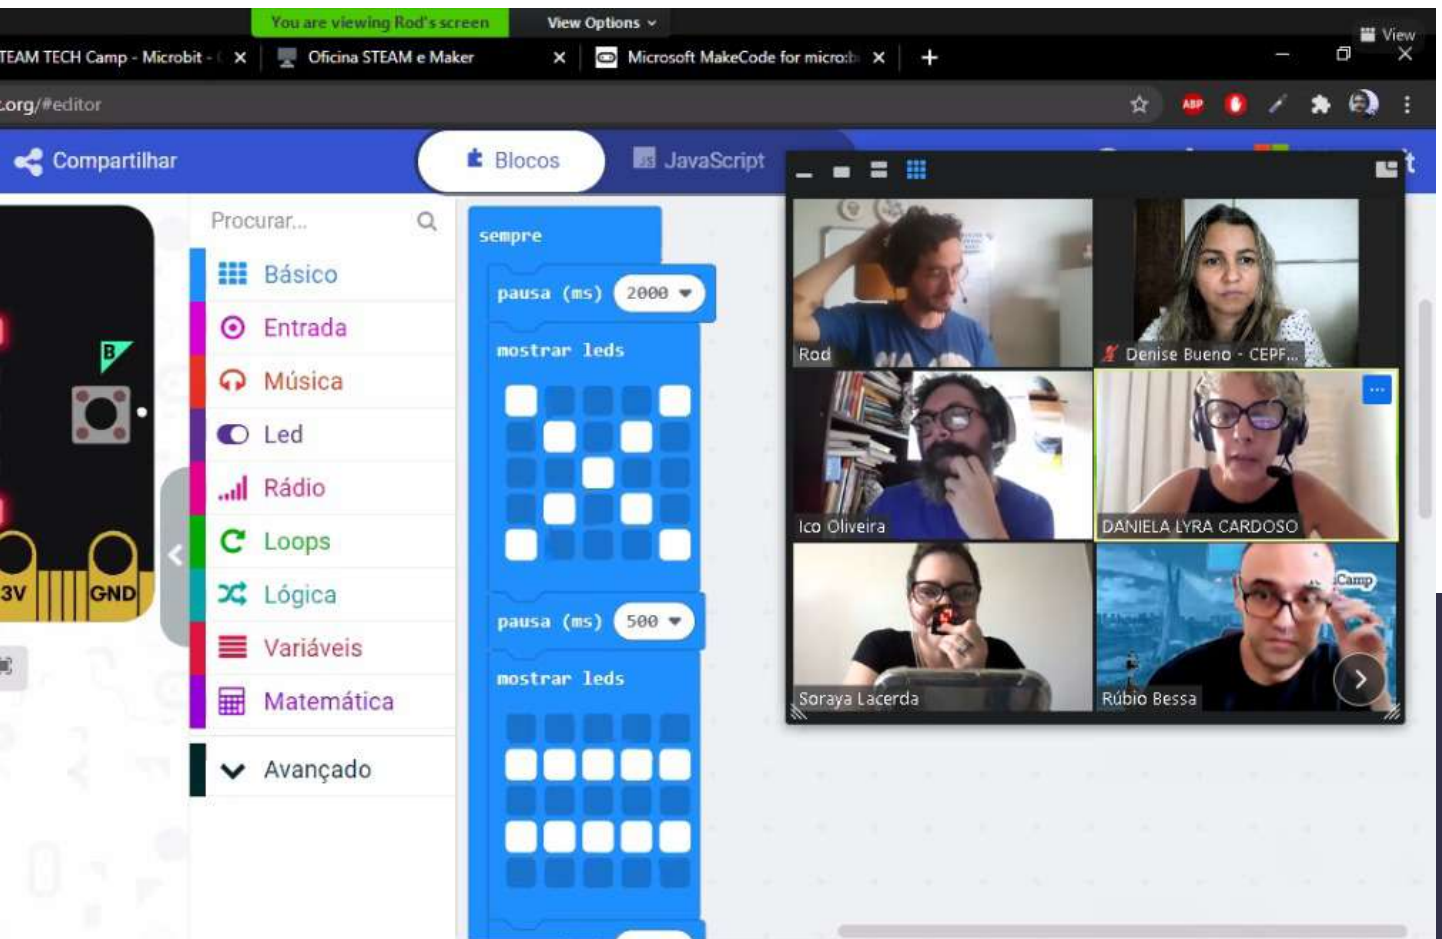 You are viewing Rod's screen
View Options
View
TEAM TECH Camp - Microbit -
Oficina STEAM e Maker
Microsoft MakeCode for micro:b
.org/#editor
ABP
Compartilhar
Blocos
JS JavaScript
t
Procurar...
Básico
Entrada
Música
Led
Rádio
Loops
Lógica
Variáveis
Matemática
Avançado
B
3V
GND
sempre
pausa (ms) 2000
mostrar leds
pausa (ms) 500
mostrar leds
Rod
Denise Bueno - CEPF...
Ico Oliveira
DANIELA LYRA CARDOSO
Camp
Soraya Lacerda
Rúbio Bessa